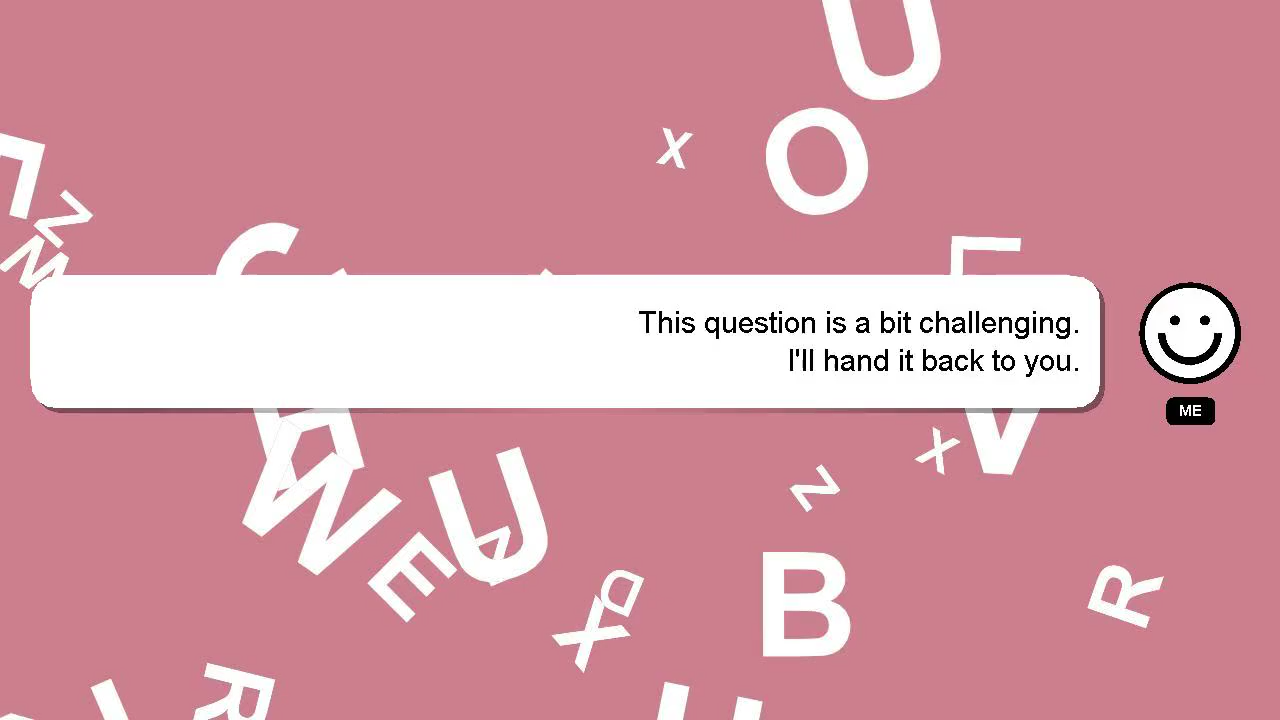 U
O
X
L
Z
M
C
L
This question is a bit challenging.
I'll hand it back to you.
ME
R
V
X
W
U
Z
N
E
Z
D
X
B
R
R